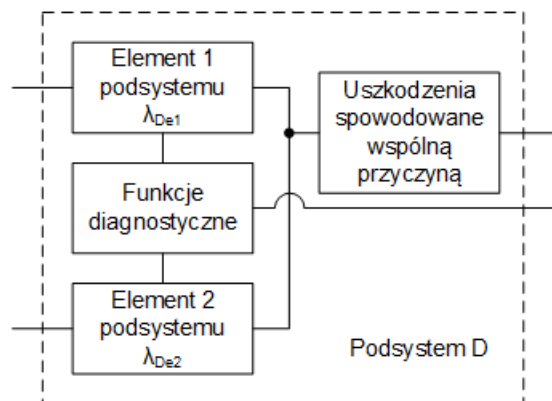 Element 1
podsystemu
λDe1
Uszkodzenia
spowodowane
wspólną
przyczyną
Funkcje
diagnostyczne
Element 2
podsystemu
λDe2
Podsystem D